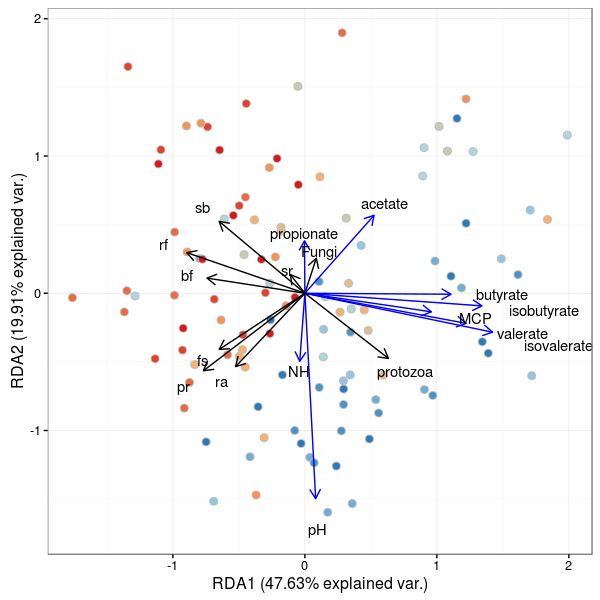 2
acetate
sb
propionate
rf
Fungi
sr
bf
butyrate
isobutyrate
MCP
valerate
isovalerate
fs
NH
protozoa
pr
ra
pH
1
0
-1
-1
0
1
2
RDA1 (47.63% explained var.)
RDA2 (19.91% explained var.)